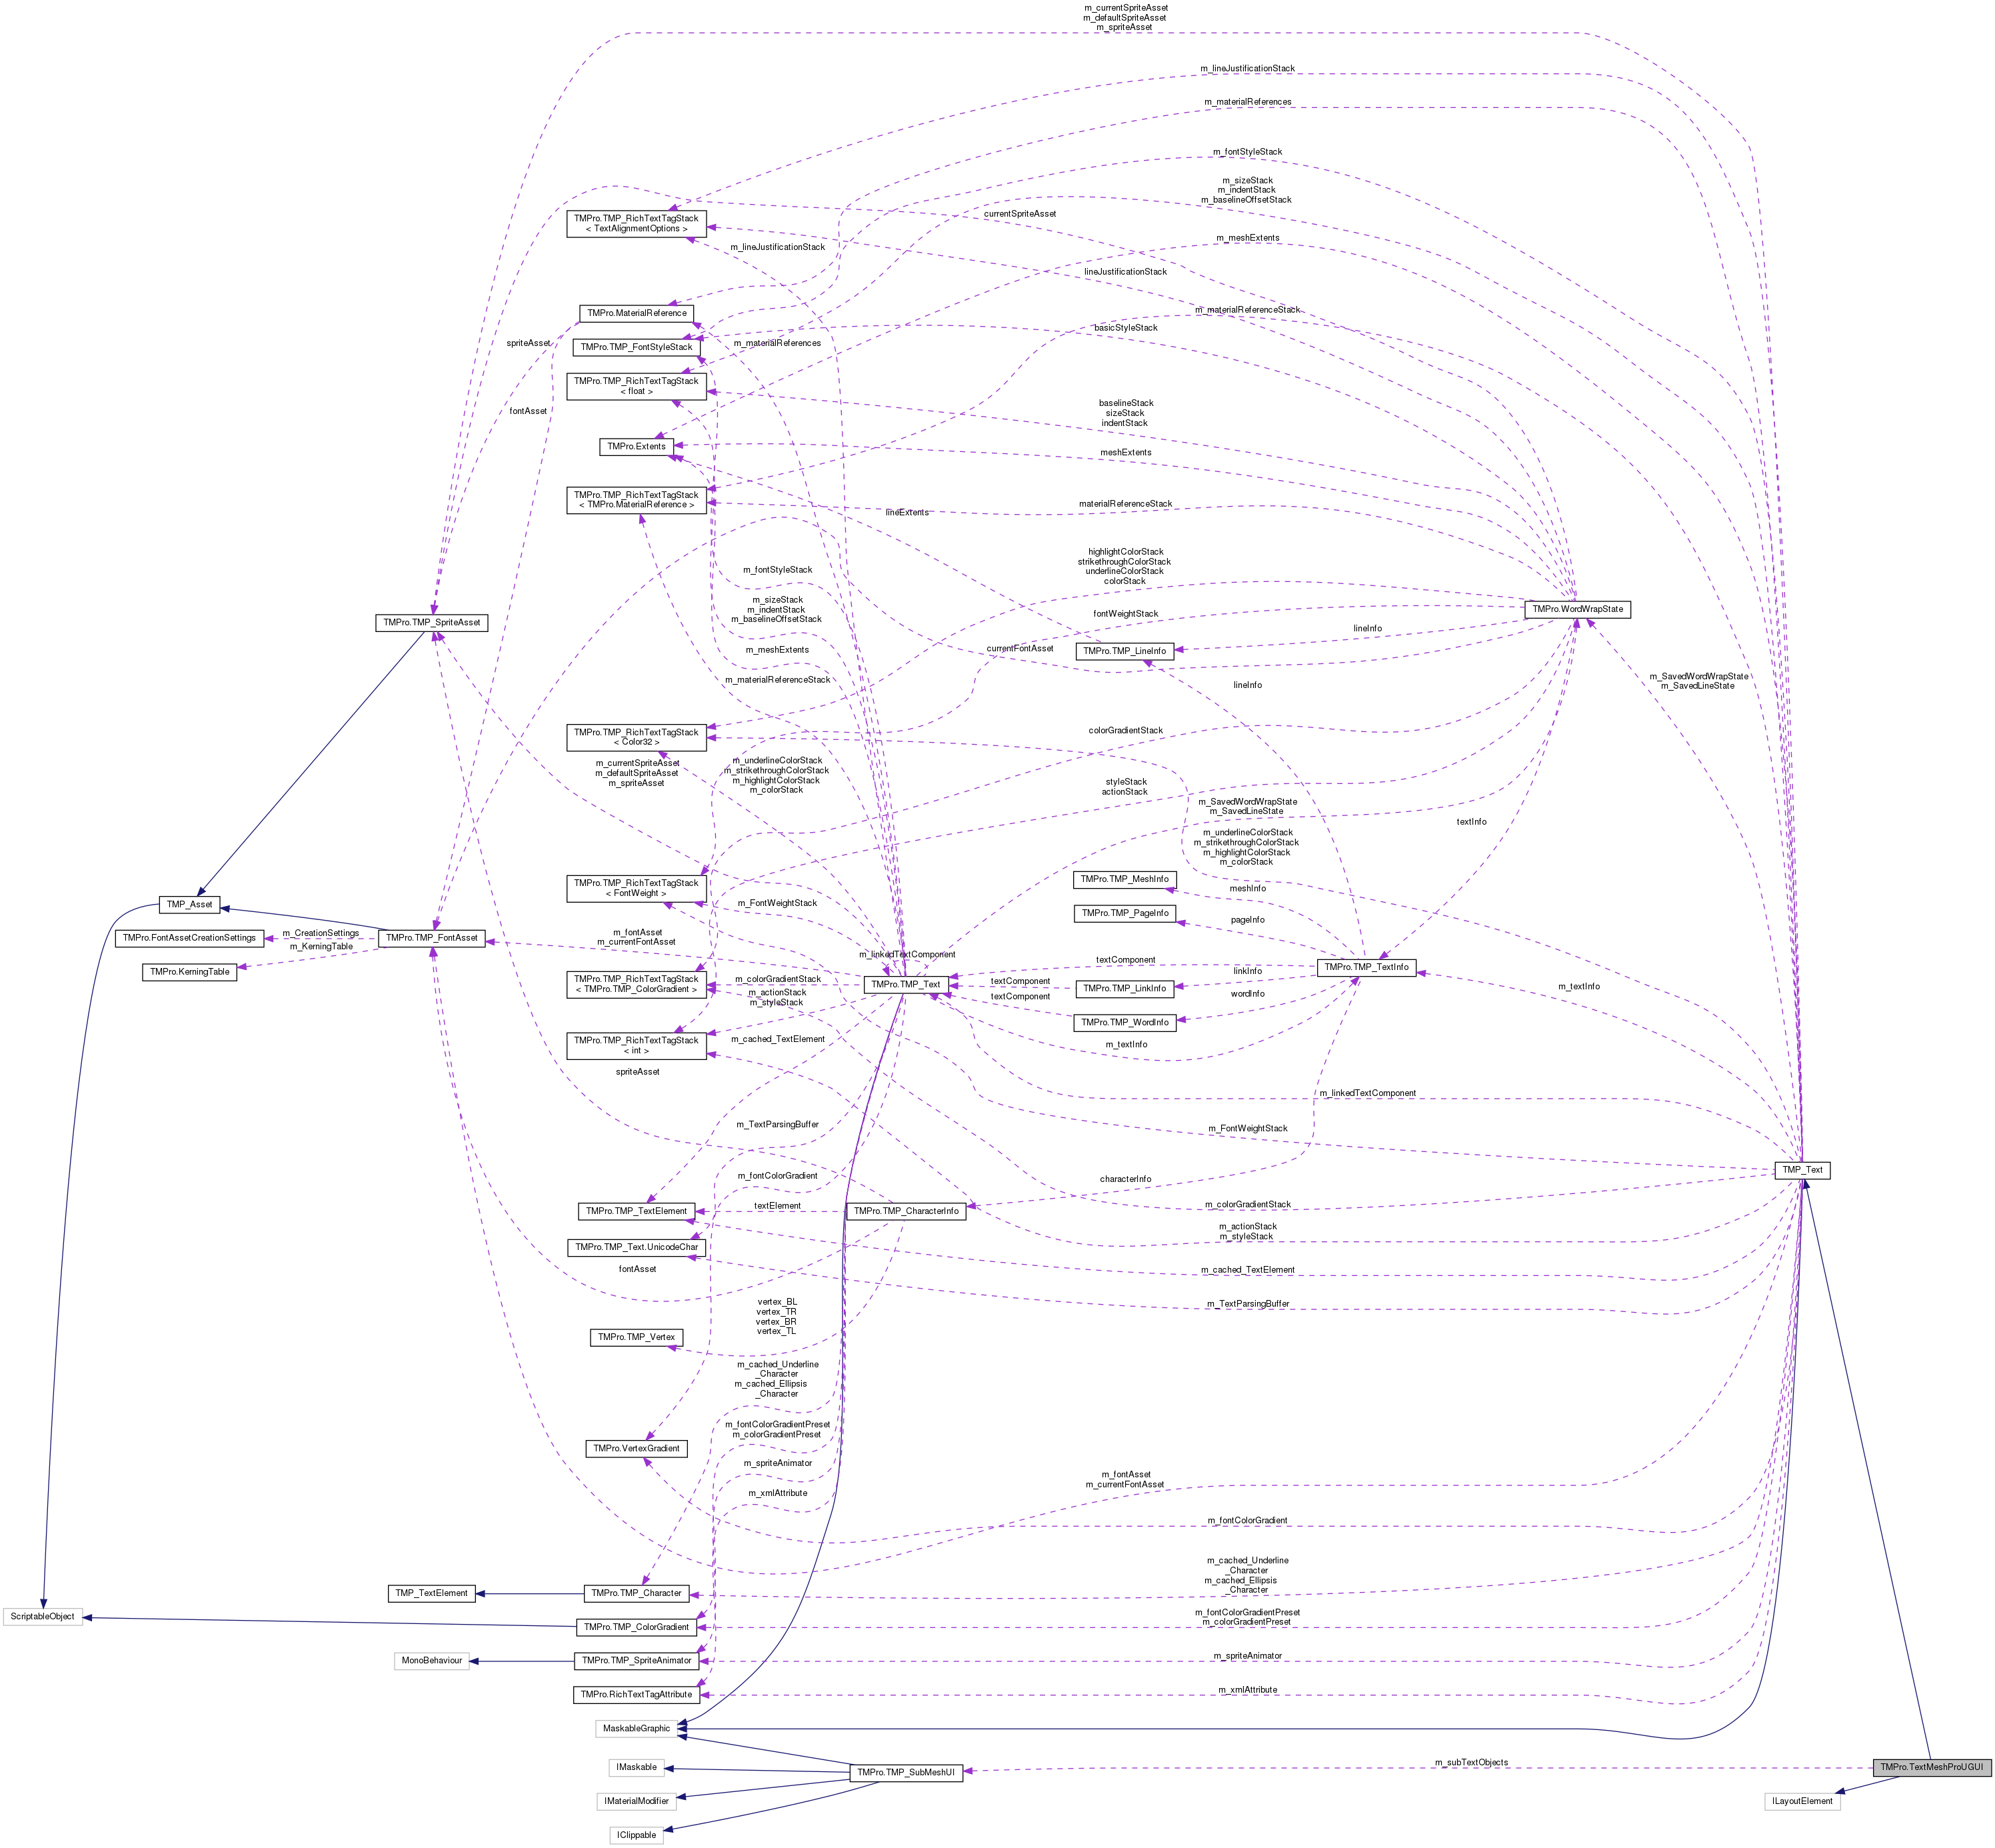 m_currentSpriteAsset
m_defaultSpriteAsset
m_spriteAsset
m_lineJustificationStack
m_materialReferences
m_fontStyleStack
m_sizeStack
m_indentStack
m_baselineOffsetStack
currentSpriteAsset
TMPro.TMP_RichTextTagStack
< TextAlignmentOptions >
m_lineJustificationStack
m_meshExtents
lineJustificationStack
TMPro.MaterialReference
m_materialReferenceStack
basicStyleStack
spriteAsset
m_materialReferences
TMPro.TMP_FontStyleStack
TMPro.TMP_RichTextTagStack
< float >
fontAsset
baselineStack
sizeStack
indentStack
TMPro.Extents
meshExtents
TMPro.TMP_RichTextTagStack
< TMPro.MaterialReference >
materialReferenceStack
lineExtents
highlightColorStack
strikethroughColorStack
underlineColorStack
colorStack
m_fontStyleStack
m_sizeStack
m_indentStack
m_baselineOffsetStack
TMPro.WordWrapState
fontWeightStack
TMPro.TMP_SpriteAsset
lineInfo
m_meshExtents
currentFontAsset
TMPro.TMP_LineInfo
m_materialReferenceStack
lineInfo
m_SavedWordWrapState
m_SavedLineState
TMPro.TMP_RichTextTagStack
< Color32 >
colorGradientStack
m_currentSpriteAsset
m_defaultSpriteAsset
m_spriteAsset
m_underlineColorStack
m_strikethroughColorStack
m_highlightColorStack
m_colorStack
styleStack
actionStack
m_SavedWordWrapState
m_SavedLineState
textInfo
m_underlineColorStack
m_strikethroughColorStack
m_highlightColorStack
m_colorStack
TMPro.TMP_RichTextTagStack
< FontWeight >
TMPro.TMP_MeshInfo
meshInfo
TMP_Asset
m_FontWeightStack
TMPro.TMP_PageInfo
pageInfo
TMPro.FontAssetCreationSettings
m_CreationSettings
TMPro.TMP_FontAsset
m_fontAsset
m_currentFontAsset
m_KerningTable
m_linkedTextComponent
TMPro.KerningTable
TMPro.TMP_RichTextTagStack
< TMPro.TMP_ColorGradient >
m_colorGradientStack
TMPro.TMP_Text
textComponent
TMPro.TMP_TextInfo
textComponent
TMPro.TMP_LinkInfo
linkInfo
m_textInfo
m_actionStack
m_styleStack
textComponent
TMPro.TMP_WordInfo
wordInfo
TMPro.TMP_RichTextTagStack
< int >
m_cached_TextElement
m_textInfo
spriteAsset
m_linkedTextComponent
m_TextParsingBuffer
m_FontWeightStack
TMP_Text
m_fontColorGradient
characterInfo
TMPro.TMP_TextElement
textElement
TMPro.TMP_CharacterInfo
m_colorGradientStack
m_actionStack
m_styleStack
TMPro.TMP_Text.UnicodeChar
fontAsset
m_cached_TextElement
vertex_BL
vertex_TR
vertex_BR
vertex_TL
m_TextParsingBuffer
TMPro.TMP_Vertex
m_cached_Underline
_Character
m_cached_Ellipsis
_Character
m_fontColorGradientPreset
m_colorGradientPreset
TMPro.VertexGradient
m_spriteAnimator
m_fontAsset
m_currentFontAsset
m_xmlAttribute
m_fontColorGradient
m_cached_Underline
_Character
m_cached_Ellipsis
_Character
TMP_TextElement
TMPro.TMP_Character
ScriptableObject
TMPro.TMP_ColorGradient
m_fontColorGradientPreset
m_colorGradientPreset
MonoBehaviour
TMPro.TMP_SpriteAnimator
m_spriteAnimator
TMPro.RichTextTagAttribute
m_xmlAttribute
MaskableGraphic
IMaskable
TMPro.TMP_SubMeshUI
m_subTextObjects
TMPro.TextMeshProUGUI
IMaterialModifier
ILayoutElement
IClippable